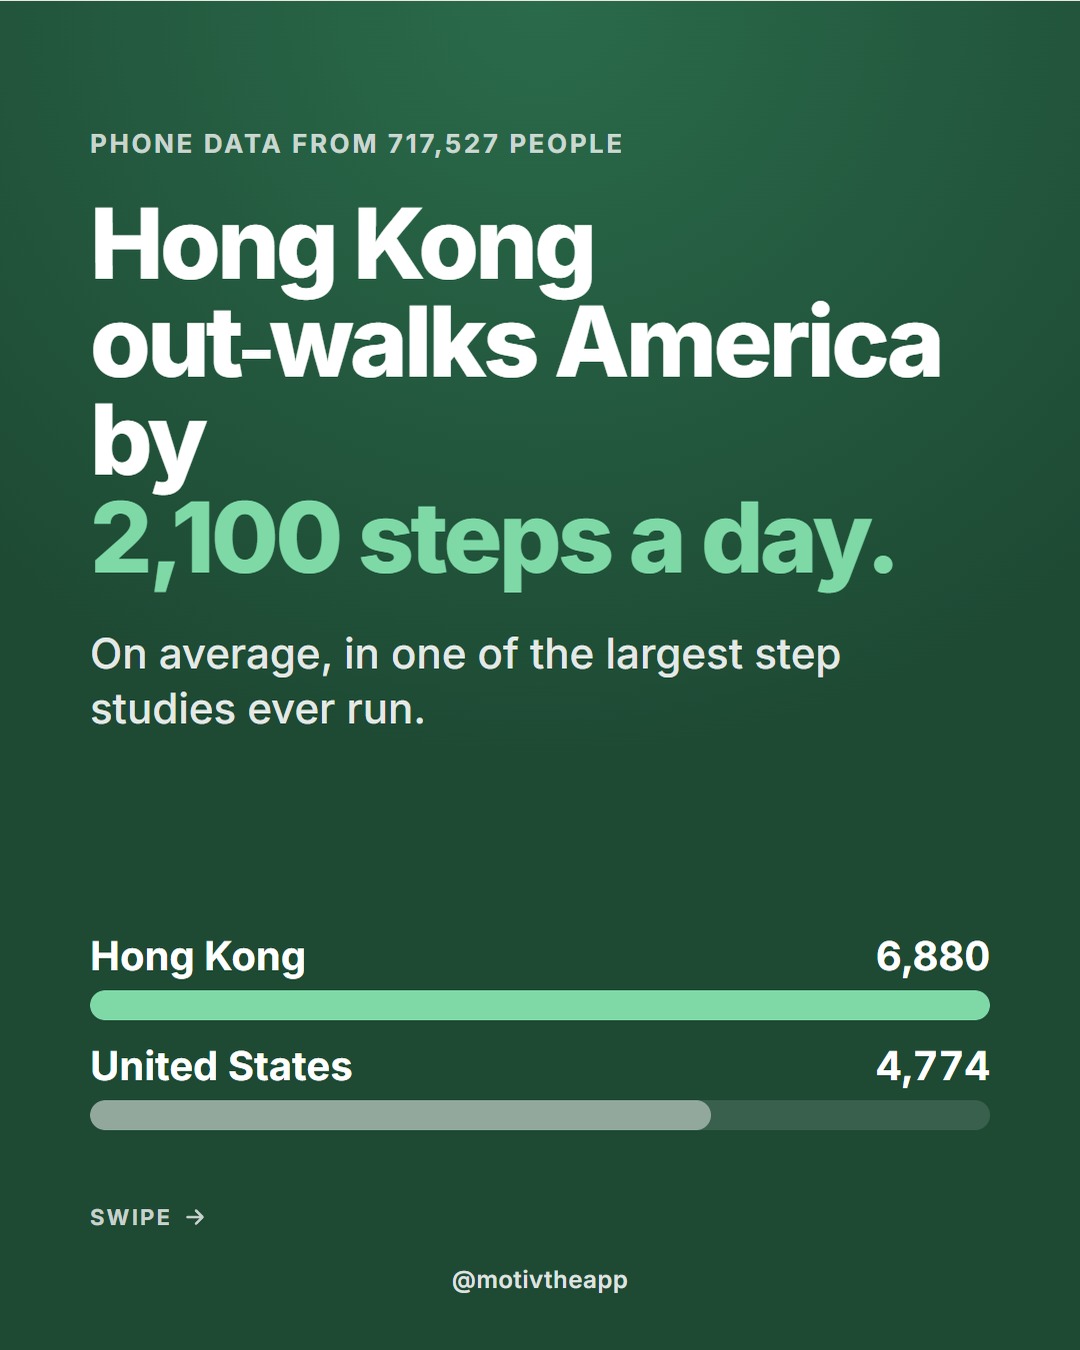 PHONE DATA FROM 717,527 PEOPLE
Hong Kong
out-walks America
by
2,100 steps a day.
On average, in one of the largest step
studies ever run.
Hong Kong 6,880
United States 4,774
SWIPE →
@motivtheapp